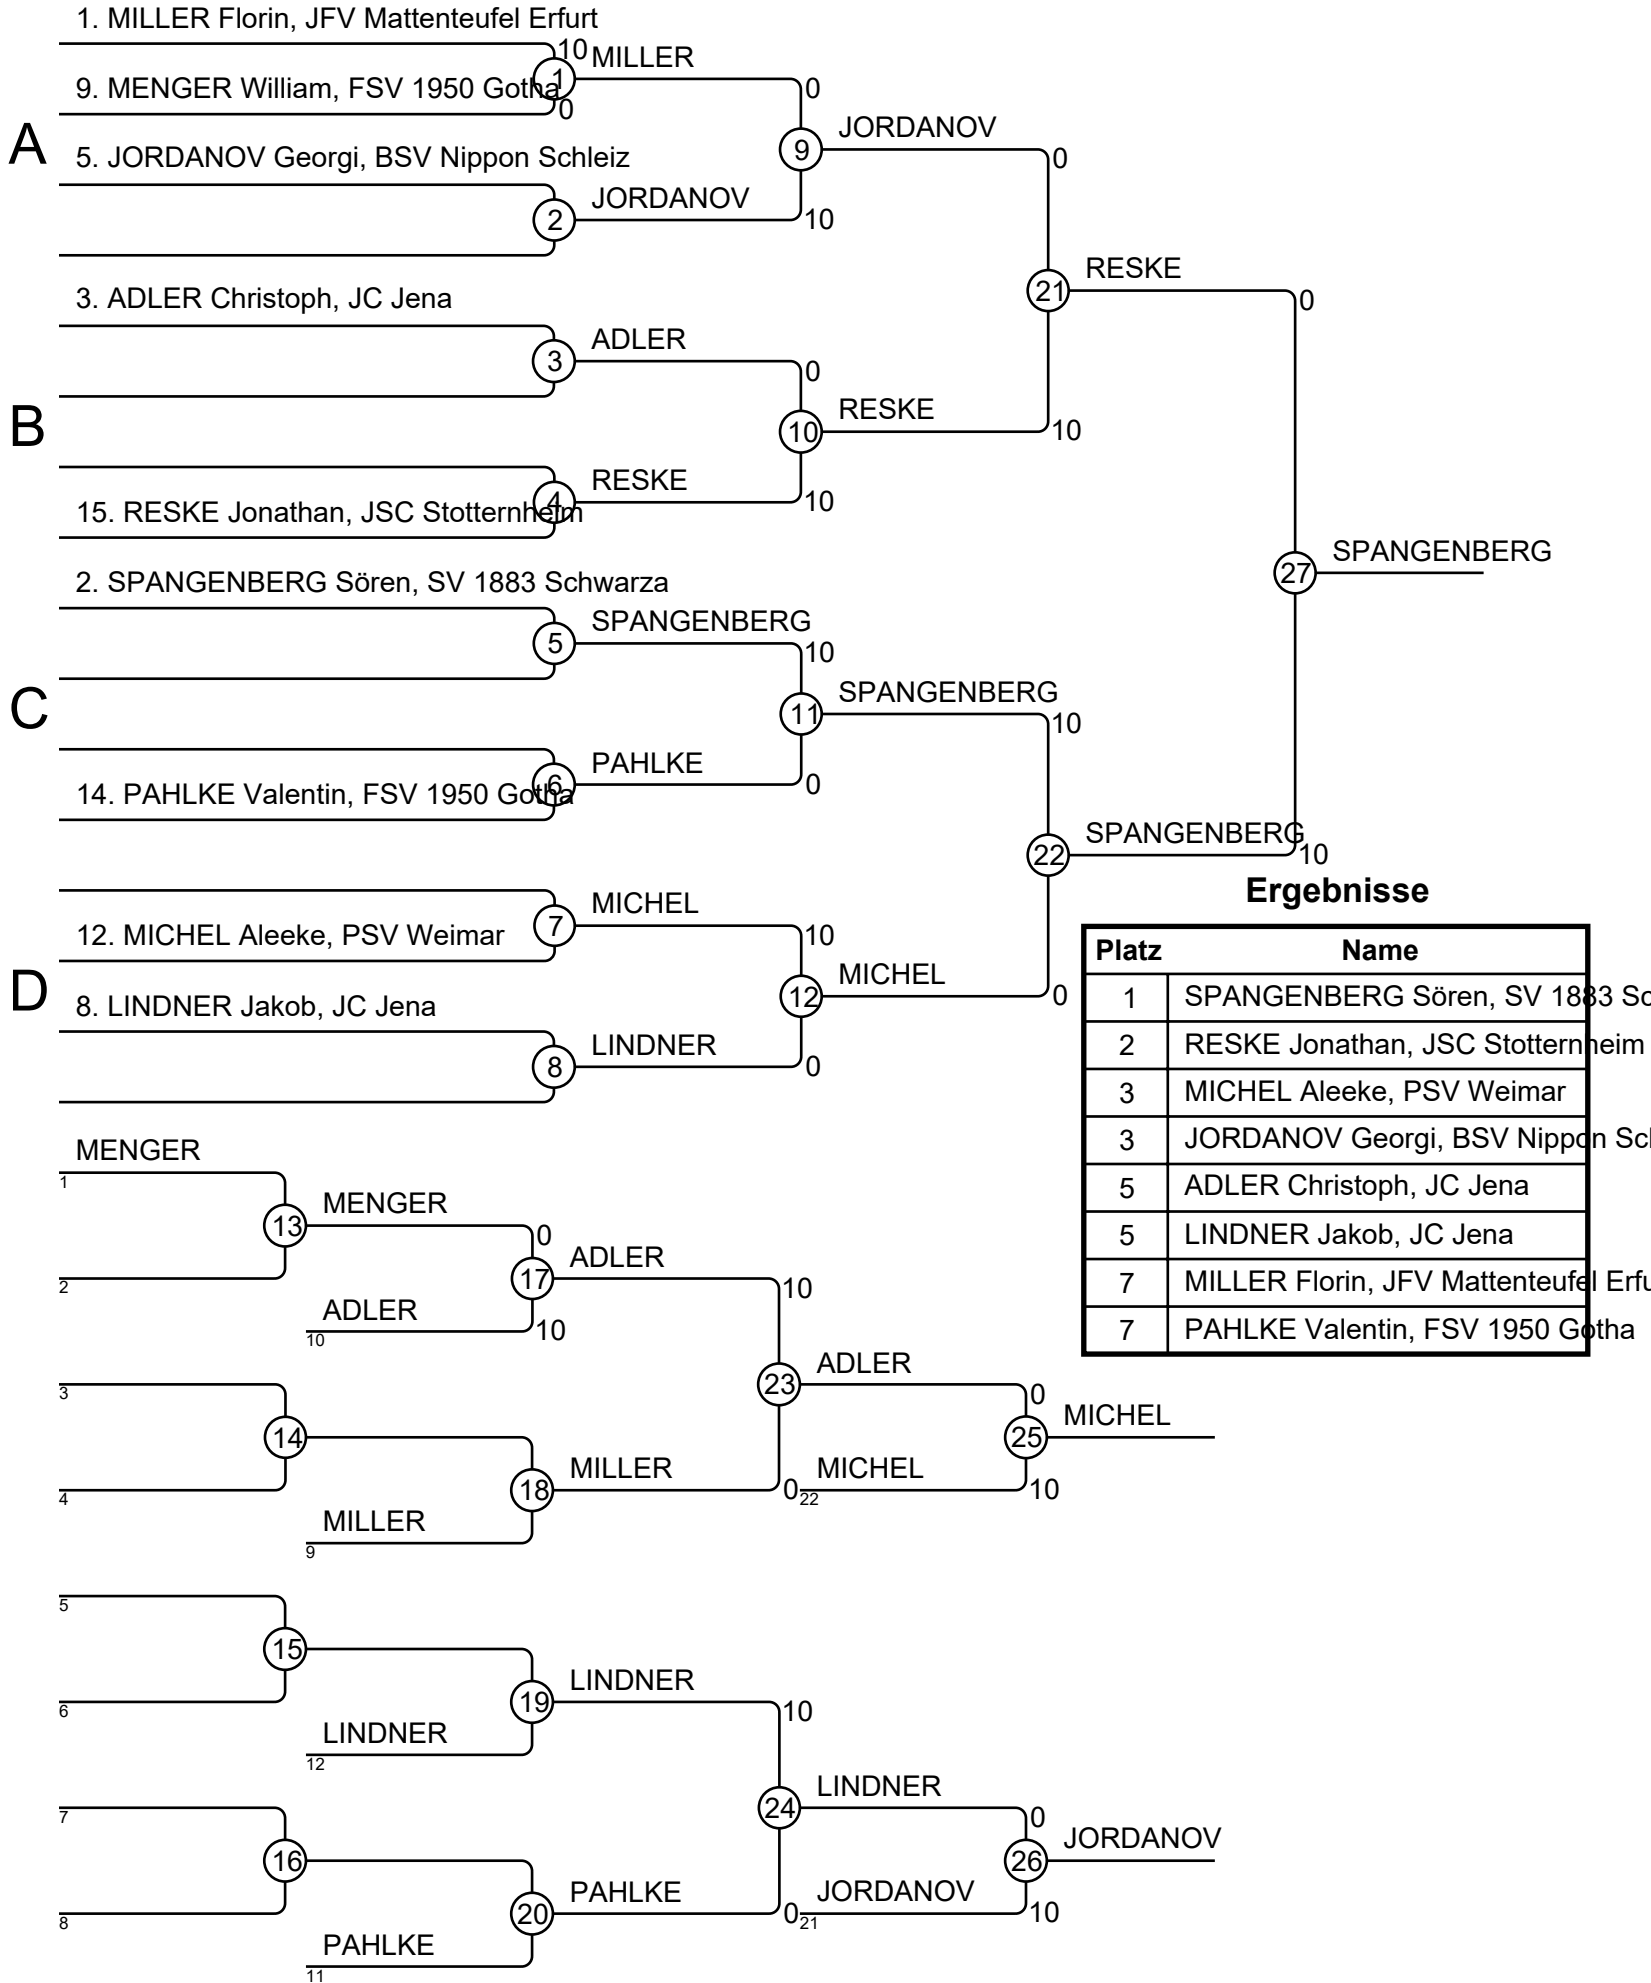 1. MILLER Florin, JFV Mattenteufel Erfurt
10
MILLER
9. MENGER William, FSV 1950 Gotha
1
0
0
A
5. JORDANOV Georgi, BSV Nippon Schleiz
9
JORDANOV
0
2
JORDANOV
10
3. ADLER Christoph, JC Jena
21
RESKE
0
3
ADLER
0
B
10
RESKE
10
4
RESKE
10
15. RESKE Jonathan, JSC Stotternheim
27
SPANGENBERG
2. SPANGENBERG Sören, SV 1883 Schwarza
5
SPANGENBERG
10
C
11
SPANGENBERG
10
6
PAHLKE
0
14. PAHLKE Valentin, FSV 1950 Gotha
22
SPANGENBERG
10
7
MICHEL
10
12. MICHEL Aleeke, PSV Weimar
D
12
MICHEL
0
8. LINDNER Jakob, JC Jena
8
LINDNER
0
Ergebnisse
Platz Name
1 SPANGENBERG Sören, SV 1883 Sc
2 RESKE Jonathan, JSC Stotternheim
3 MICHEL Aleeke, PSV Weimar
3 JORDANOV Georgi, BSV Nippon Scl
5 ADLER Christoph, JC Jena
5 LINDNER Jakob, JC Jena
7 MILLER Florin, JFV Mattenteufel Erfu
7 PAHLKE Valentin, FSV 1950 Gotha
MENGER
1
13
MENGER
0
2
17
ADLER
10
ADLER
10
10
3
23
ADLER
0
14
25
MICHEL
4
18
MILLER
0
22
MICHEL
10
MILLER
9
5
15
6
19
LINDNER
10
LINDNER
12
7
24
LINDNER
0
16
26
JORDANOV
8
20
PAHLKE
0
21
JORDANOV
10
PAHLKE
11